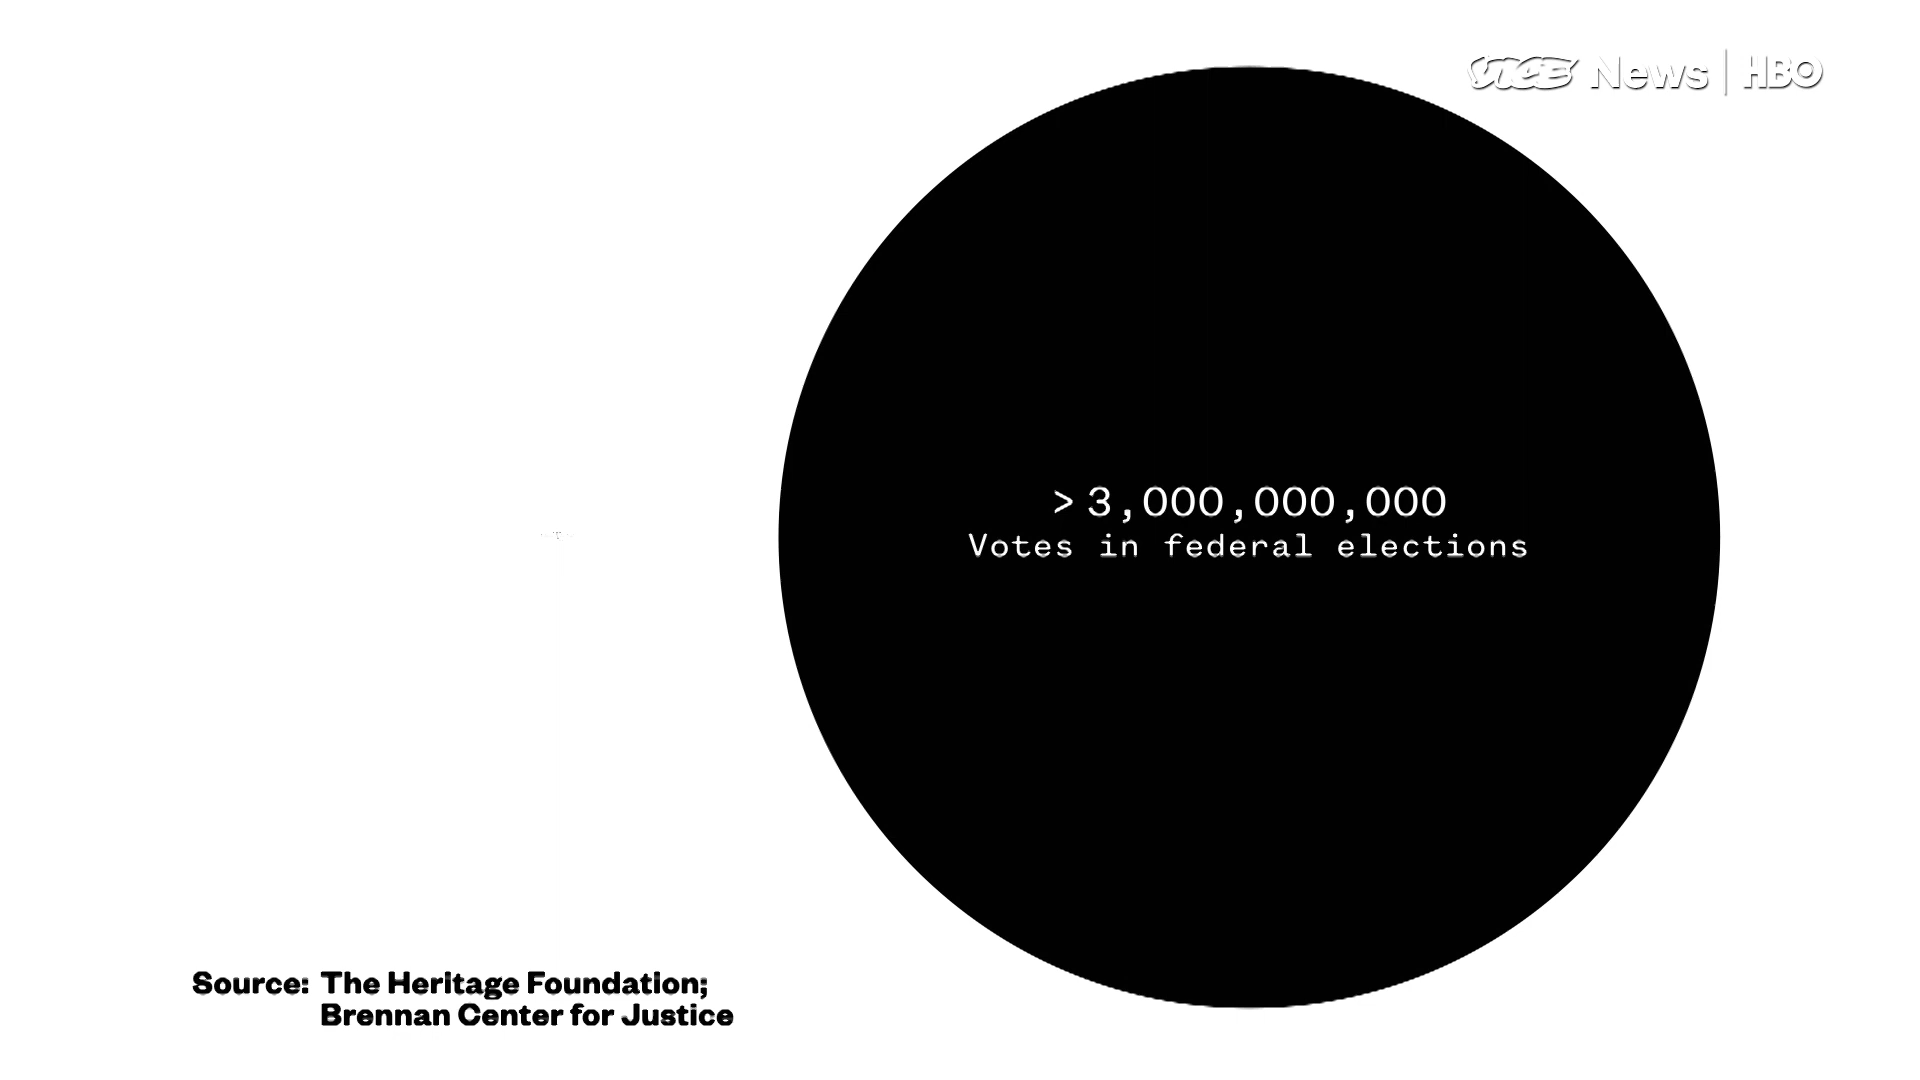 VICE News | HBO
>3,000,000,000
Votes in federal elections
Source: The Heritage Foundation;
Brennan Center for Justice